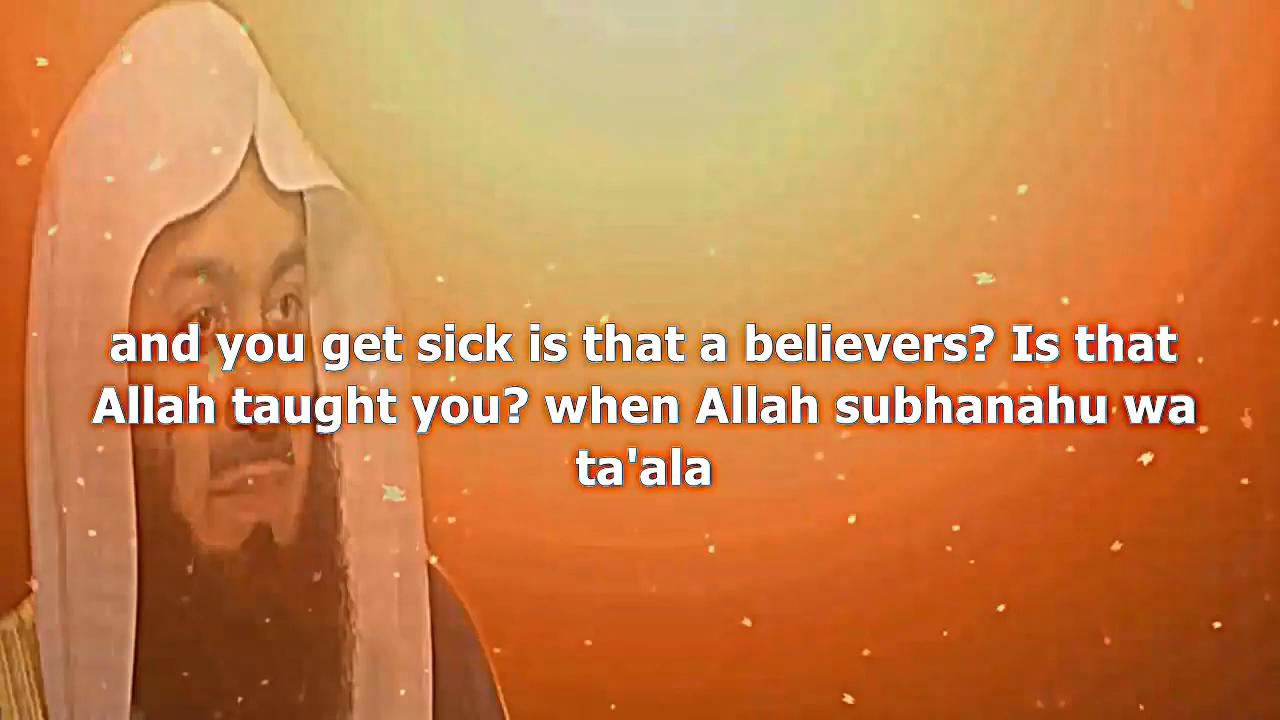 and you get sick is that a believers? Is that
Allah taught you? when Allah subhanahu wa
ta'ala